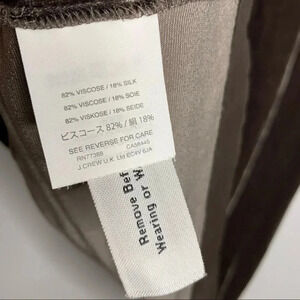 82% VISCOSE / 18% SILK
82% VISCOSE / 18% SOIE
82% VISKOSE / 18% SEIDE
ビスコース 82% / 絹 18%
SEE REVERSE FOR CARE
RN77388 CA38445
J.CREW U.K. Ltd EC4V 6JA
Remove Bef
Wearing or W